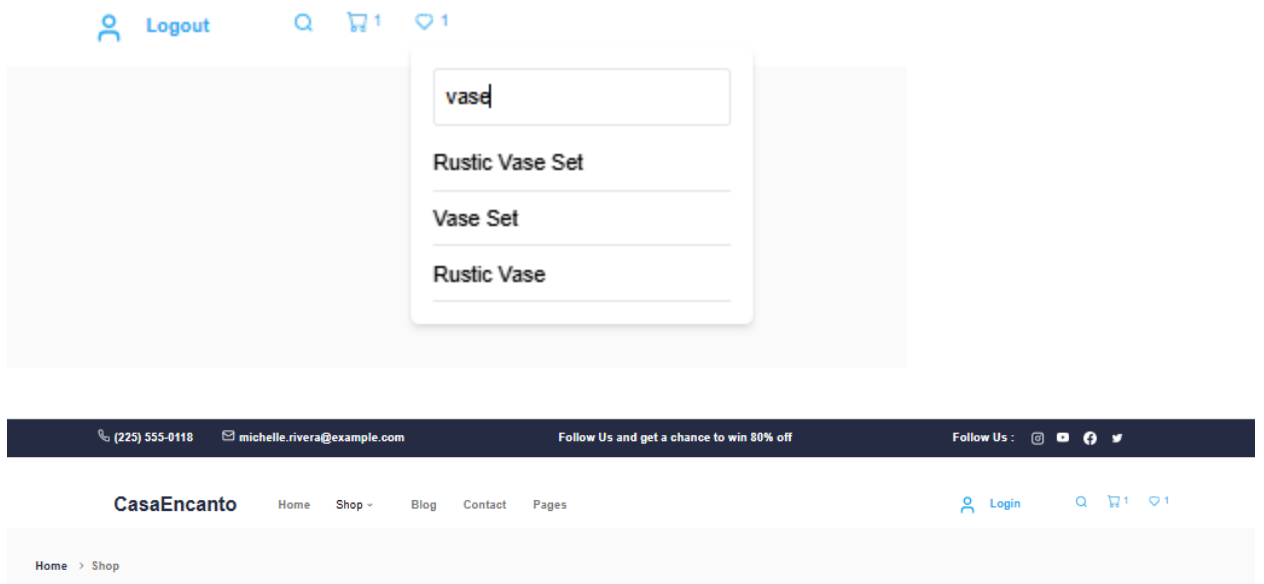 Logout 1 1
vase
Rustic Vase Set
Vase Set
Rustic Vase
(225) 555-0118 michelle.rivera@example.com Follow Us and get a chance to win 80% off Follow Us :
CasaEncanto Home Shop Blog Contact Pages Login 1 1
Home > Shop